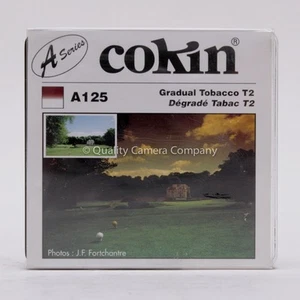 A Series
cokin®
A125
Gradual Tobacco T2
Dégradé Tabac T2
© Quality Camera Company
Photos : J.F. Fortchantre